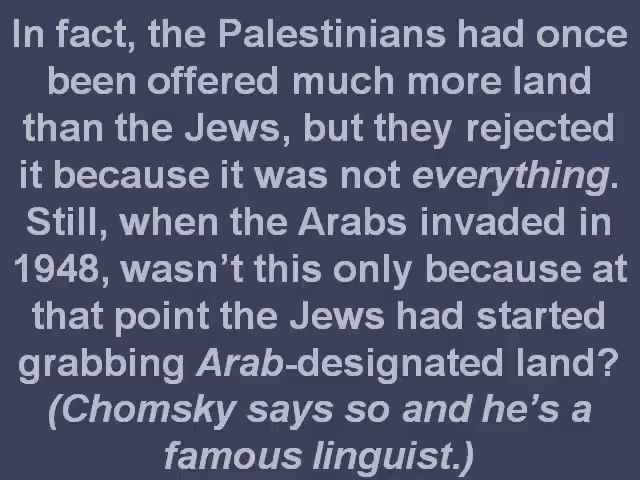 In fact, the Palestinians had once
been offered much more land
than the Jews, but they rejected
it because it was not everything.
Still, when the Arabs invaded in
1948, wasn’t this only because at
that point the Jews had started
grabbing Arab-designated land?
(Chomsky says so and he’s a
famous linguist.)